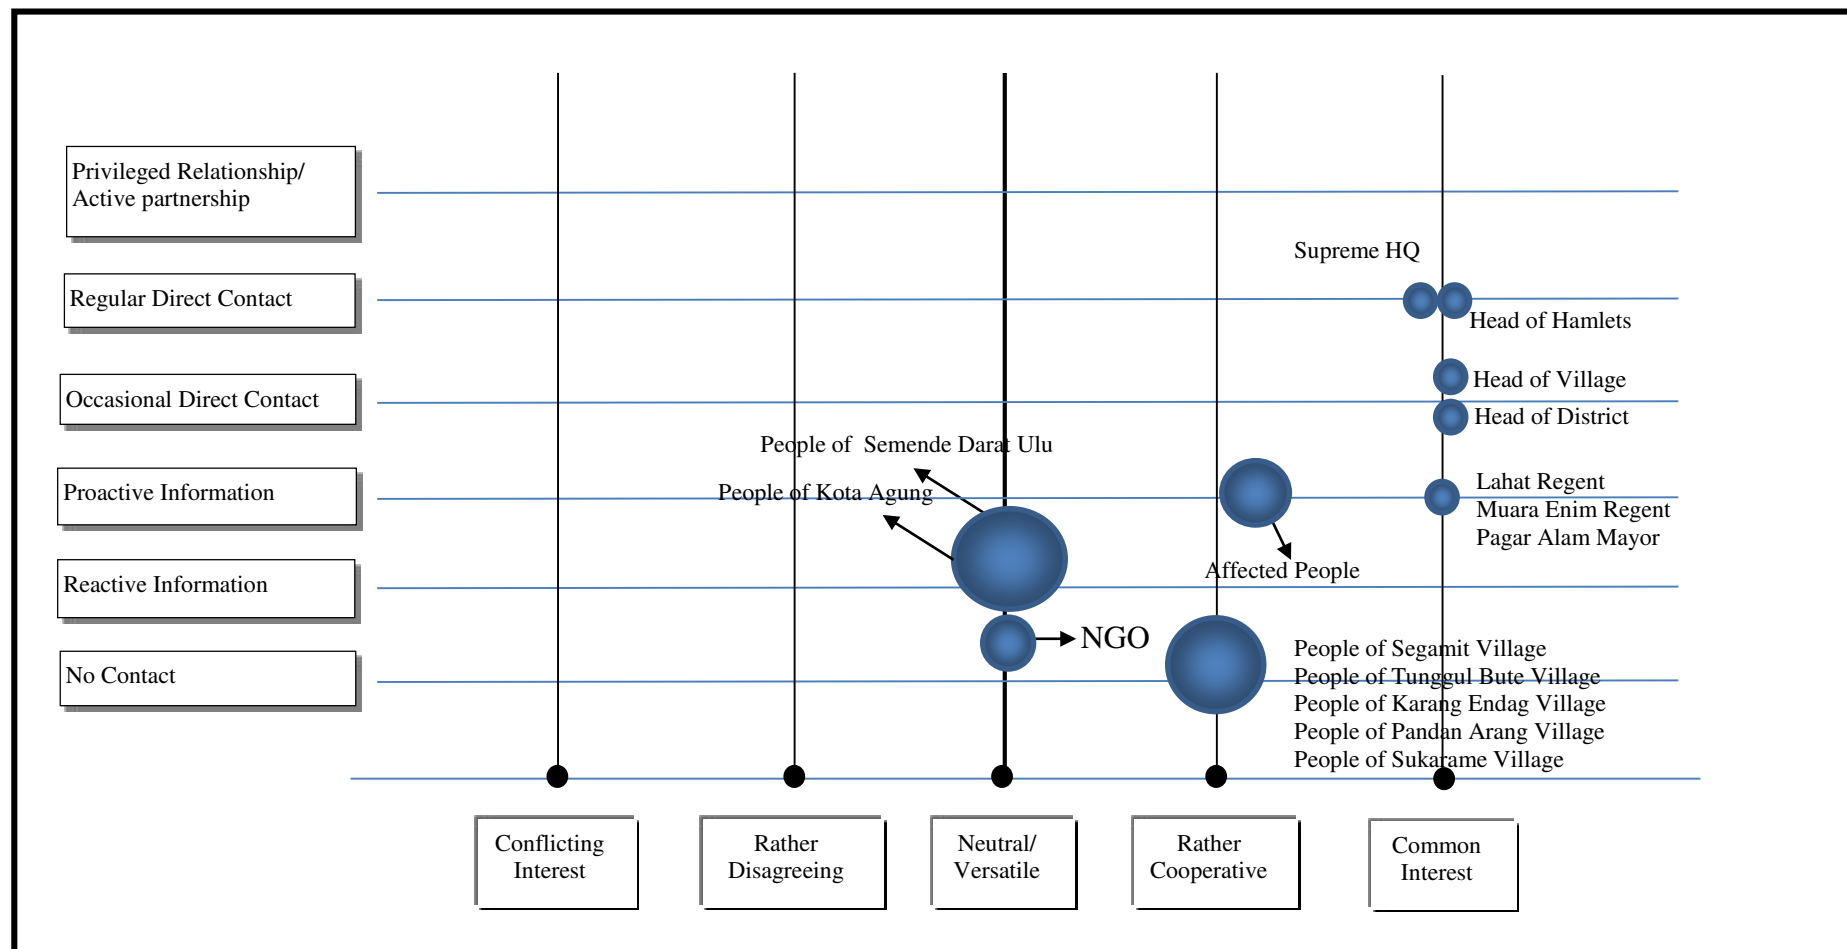 Privileged Relationship/
Active partnership
Supreme HQ
Regular Direct Contact
Head of Hamlets
Head of Village
Occasional Direct Contact
Head of District
People of  Semende Darat Ulu
Proactive Information
People of Kota Agung
Lahat Regent
Muara Enim Regent
Pagar Alam Mayor
Affected People
Reactive Information
NGO
No Contact
People of Segamit Village
People of Tunggul Bute Village
People of Karang Endag Village
People of Pandan Arang Village
People of Sukarame Village
Conflicting
Interest
Rather
Disagreeing
Neutral/
Versatile
Rather
Cooperative
Common
Interest